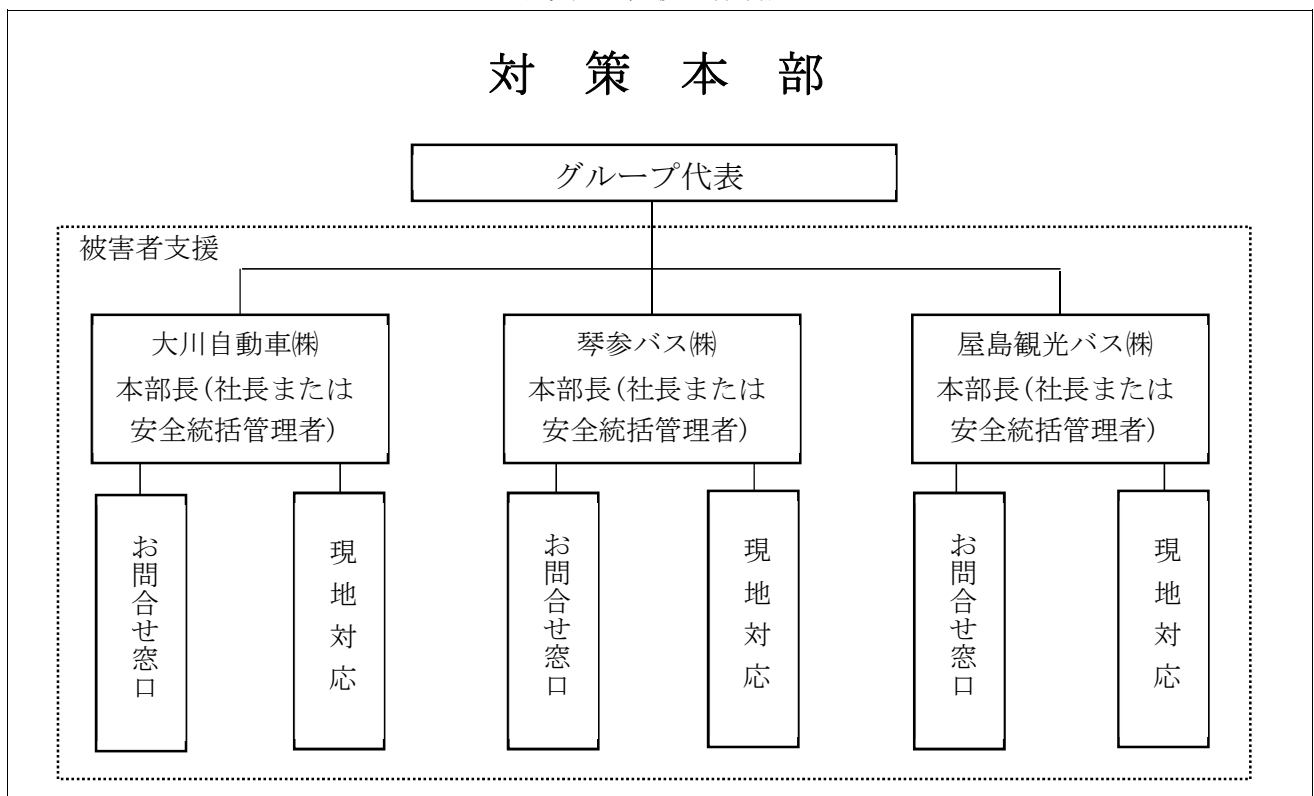 対策本部
グループ代表
被害者支援
大川自動車㈱
本部長(社長または
安全統括管理者)
琴参バス㈱
本部長(社長または
安全統括管理者)
屋島観光バス㈱
本部長(社長または
安全統括管理者)
お問合せ窓口
現地対応
お問合せ窓口
現地対応
お問合せ窓口
現地対応